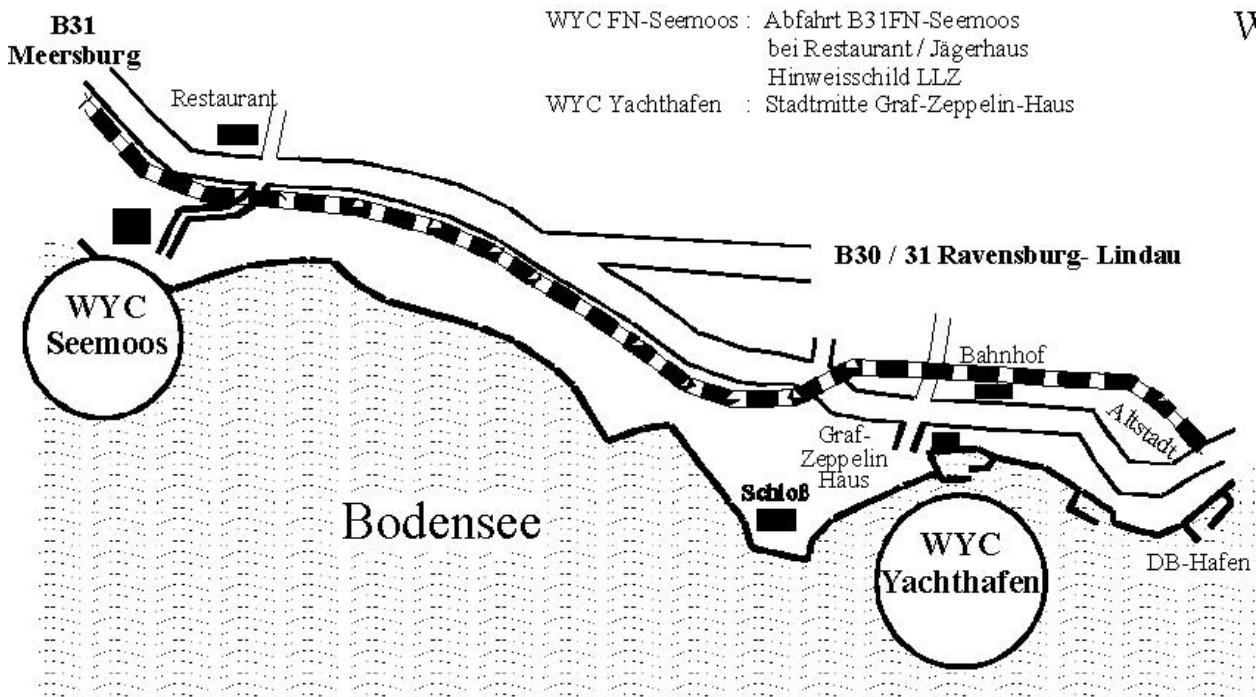 B31
Meersburg
WYC FN-Seemoos : Abfahrt B31FN-Seemoos
bei Restaurant / Jägerhaus
Hinweisschild LLZ
WYC Yachthafen : Stadtmitte Graf-Zeppelin-Haus
W
Restaurant
B30 / 31 Ravensburg- Lindau
WYC
Seemoos
Bahnhof
Altstadt
Graf-
Zeppelin
Haus
Schloß
Bodensee
WYC
Yachthafen
DB-Hafen